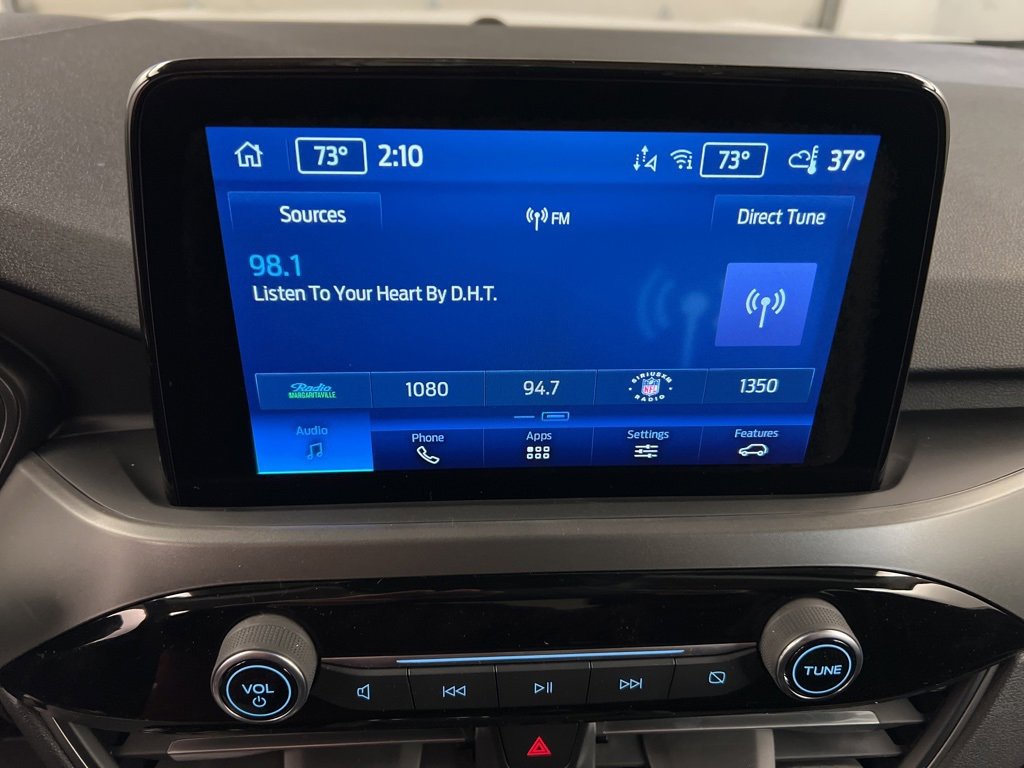 73° 2:10 73° 37°
Sources FM Direct Tune
98.1
Listen To Your Heart By D.H.T.
Radio MARGARITAVILLE 1080 94.7 SIRIUSXM NFL RADIO 1350
Audio Phone Apps Settings Features
VOL TUNE